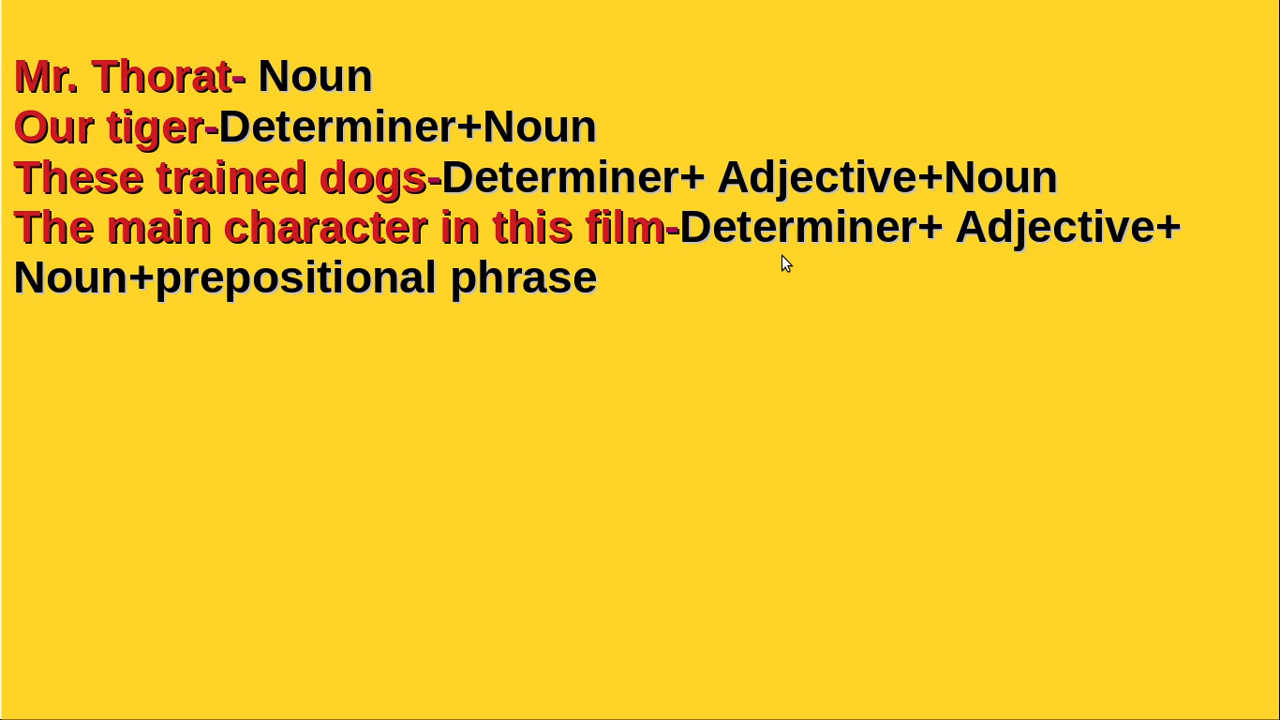 Mr. Thorat- Noun
Our tiger-Determiner+Noun
These trained dogs-Determiner+ Adjective+Noun
The main character in this film-Determiner+ Adjective+
Noun+prepositional phrase